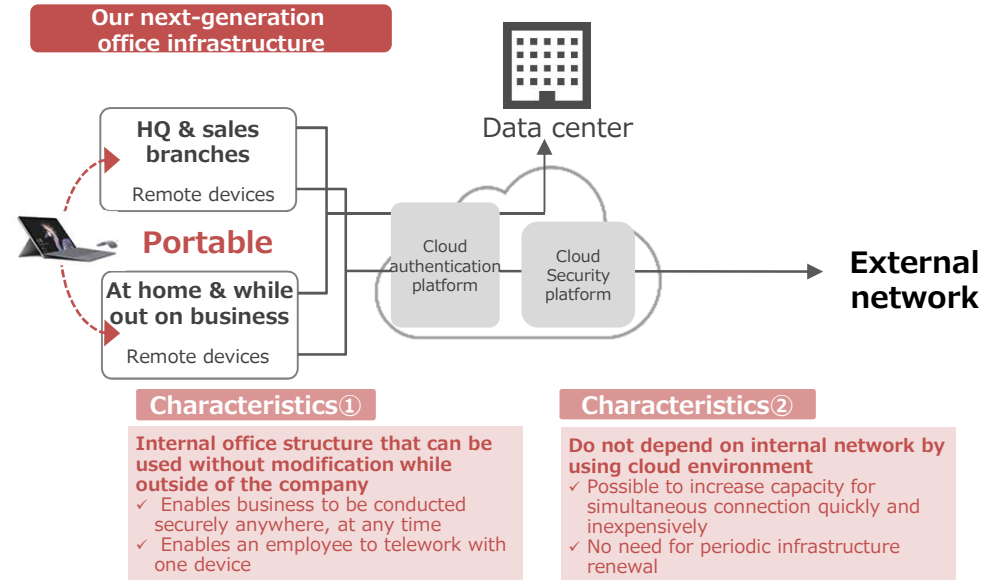 Our next-generation
office infrastructure
Data center
HQ & sales
branches
Remote devices
Portable
At home & while
out on business
Remote devices
Cloud
authentication
platform
Cloud
Security
platform
External
network
Characteristics①
Internal office structure that can be
used without modification while
outside of the company
✓ Enables business to be conducted
securely anywhere, at any time
✓ Enables an employee to telework with
one device
Characteristics②
Do not depend on internal network by
using cloud environment
✓ Possible to increase capacity for
simultaneous connection quickly and
inexpensively
✓ No need for periodic infrastructure
renewal